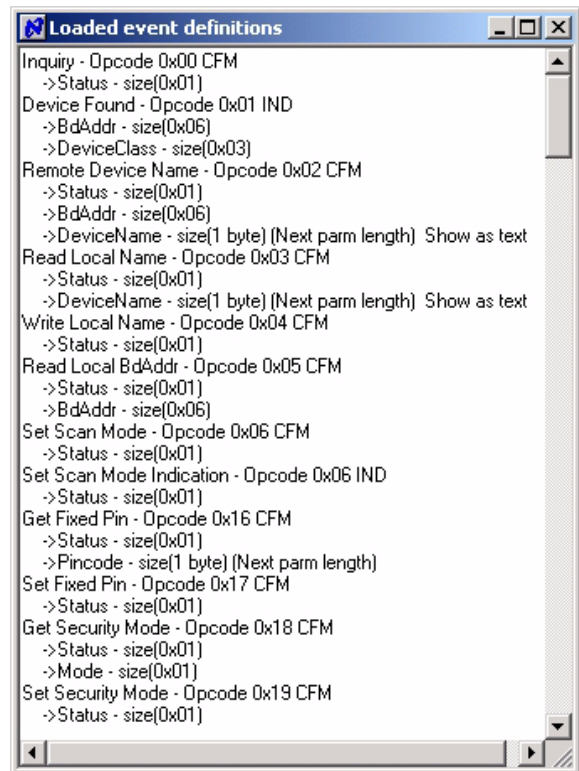 Loaded event definitions
Inquiry - Opcode 0x00 CFM
->Status - size(0x01)
Device Found - Opcode 0x01 IND
->BdAddr - size(0x06)
->DeviceClass - size(0x03)
Remote Device Name - Opcode 0x02 CFM
->Status - size(0x01)
->BdAddr - size(0x06)
->DeviceName - size(1 byte) (Next parm length)  Show as text
Read Local Name - Opcode 0x03 CFM
->Status - size(0x01)
->DeviceName - size(1 byte) (Next parm length)  Show as text
Write Local Name - Opcode 0x04 CFM
->Status - size(0x01)
Read Local BdAddr - Opcode 0x05 CFM
->Status - size(0x01)
->BdAddr - size(0x06)
Set Scan Mode - Opcode 0x06 CFM
->Status - size(0x01)
Set Scan Mode Indication - Opcode 0x06 IND
->Status - size(0x01)
Get Fixed Pin - Opcode 0x16 CFM
->Status - size(0x01)
->Pincode - size(1 byte) (Next parm length)
Set Fixed Pin - Opcode 0x17 CFM
->Status - size(0x01)
Get Security Mode - Opcode 0x18 CFM
->Status - size(0x01)
->Mode - size(0x01)
Set Security Mode - Opcode 0x19 CFM
->Status - size(0x01)